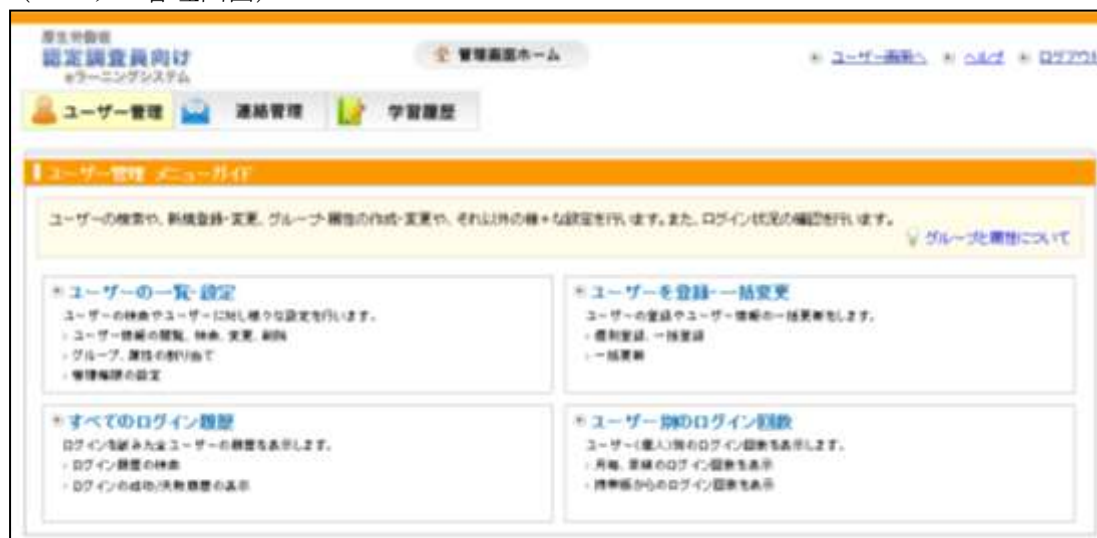 厚生労働省
認定調査員向け
eラーニングシステム
管理画面ホーム
ユーザー画面へ ヘルプ ログアウト
ユーザー管理 連絡管理 学習履歴
ユーザー管理 メニューガイド
ユーザーの検索や、新規登録・変更、グループ・属性の作成・変更や、それ以外の様々な設定を行います。また、ログイン状況の確認を行います。
グループと属性について
ユーザーの一覧・設定
ユーザーの検索やユーザーに対し様々な設定を行います。
ユーザー情報の閲覧、検索、変更、削除
グループ、属性の割り当て
管理権限の設定
ユーザーを登録・一括変更
ユーザーの登録やユーザー情報の一括更新をします。
個別登録、一括登録
一括更新
すべてのログイン履歴
ログインを試みた全ユーザーの履歴を表示します。
ログイン履歴の検索
ログインの成功/失敗履歴の表示
ユーザー別のログイン回数
ユーザー(個人)別のログイン回数を表示します。
月毎、累積のログイン回数を表示
携帯版からのログイン回数を表示